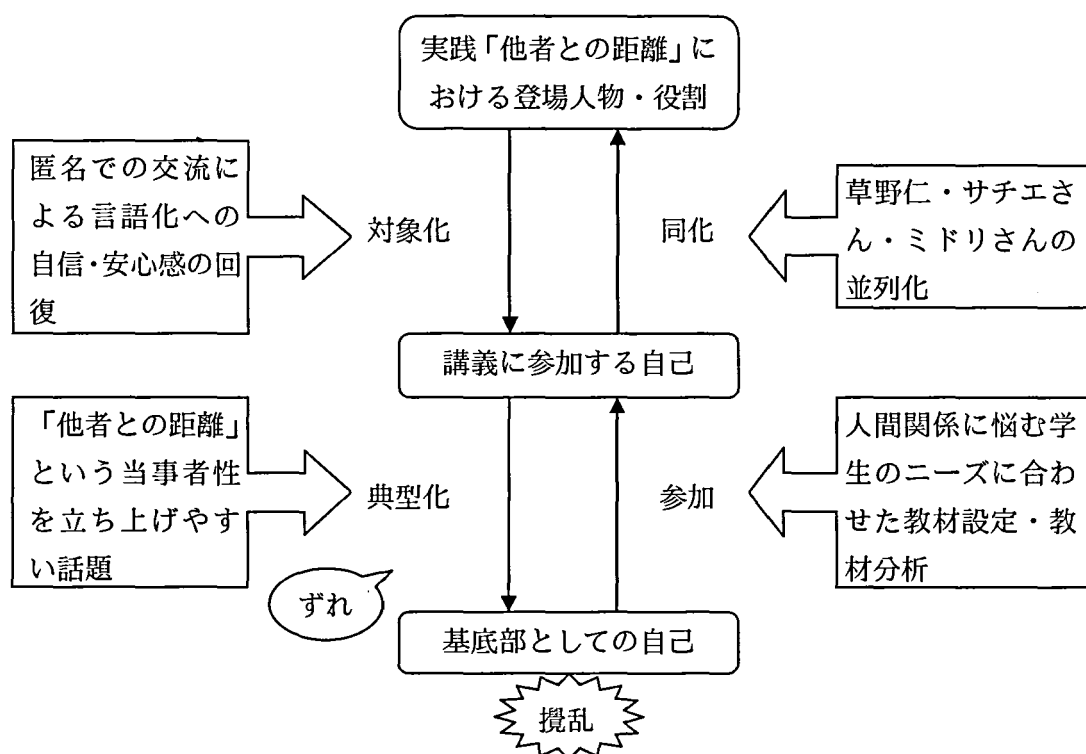 実践「他者との距離」に
おける登場人物・役割
匿名での交流に
よる言語化への
自信・安心感の回
復
対象化
同化
草野仁・サチエさ
ん・ミドリさんの
並列化
講義に参加する自己
「他者との距離」
という当事者性
を立ち上げやす
い話題
典型化
参加
人間関係に悩む学
生のニーズに合わ
せた教材設定・教
材分析
ずれ
基底部としての自己
攪乱